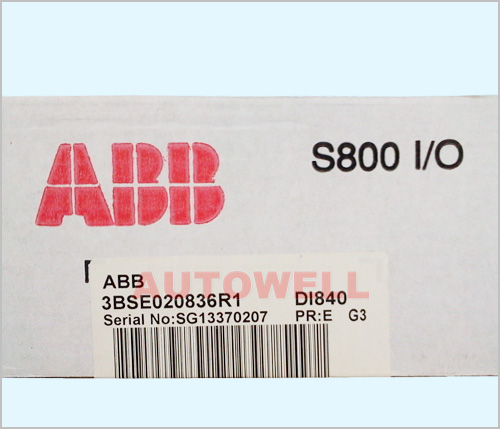 ABB
S800 I/O
ABB
AUTOWELL
3BSE020836R1 DI840
Serial No:SG13370207 PR:E G3